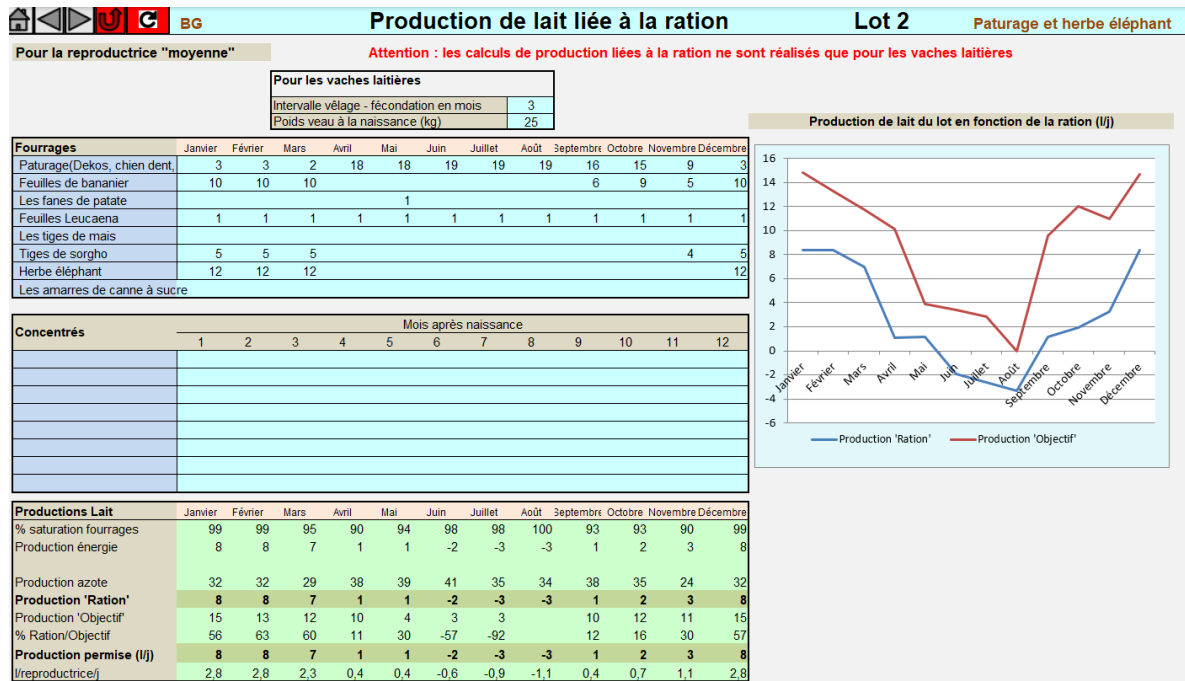 BG Production de lait liée à la ration Lot 2 Paturage et herbe éléphant
Pour la reproductrice "moyenne" Attention : les calculs de production liées à la ration ne sont réalisés que pour les vaches laitières
Pour les vaches laitières
Intervalle vêlage - fécondation en mois 3
Poids veau à la naissance (kg) 25
Fourrages Janvier Février Mars Avril Mai Juin Juillet Août Septembre Octobre Novembre Décembre
Paturage(Dekos, chien dent, 3 3 2 18 18 19 19 19 16 15 9 3
Feuilles de bananier 10 10 10 6 9 5 10
Les fanes de patate 1
Feuilles Leucaena 1 1 1 1 1 1 1 1 1 1 1 1
Les tiges de mais
Tiges de sorgho 5 5 5 4 5
Herbe éléphant 12 12 12 12
Les amarres de canne à sucre
Concentrés Mois après naissance
1 2 3 4 5 6 7 8 9 10 11 12
Productions Lait Janvier Février Mars Avril Mai Juin Juillet Août Septembre Octobre Novembre Décembre
% saturation fourrages 99 99 95 90 94 98 98 100 93 93 90 99
Production énergie 8 8 7 1 1 -2 -3 -3 1 2 3 8
Production azote 32 32 29 38 39 41 35 34 38 35 24 32
Production 'Ration' 8 8 7 1 1 -2 -3 -3 1 2 3 8
Production 'Objectif' 15 13 12 10 4 3 3 10 12 11 15
% Ration/Objectif 56 63 60 11 30 -57 -92 12 16 30 57
Production permise (l/j) 8 8 7 1 1 -2 -3 -3 1 2 3 8
l/reproductrice/j 2,8 2,8 2,3 0,4 0,4 -0,6 -0,9 -1,1 0,4 0,7 1,1 2,8
Production de lait du lot en fonction de la ration (l/j)
16
14
12
10
8
6
4
2
0
-2
-4
-6
Janvier Février Mars Avril Mai Juin Juillet Août Septembre Octobre Novembre Décembre
Production 'Ration' Production 'Objectif'